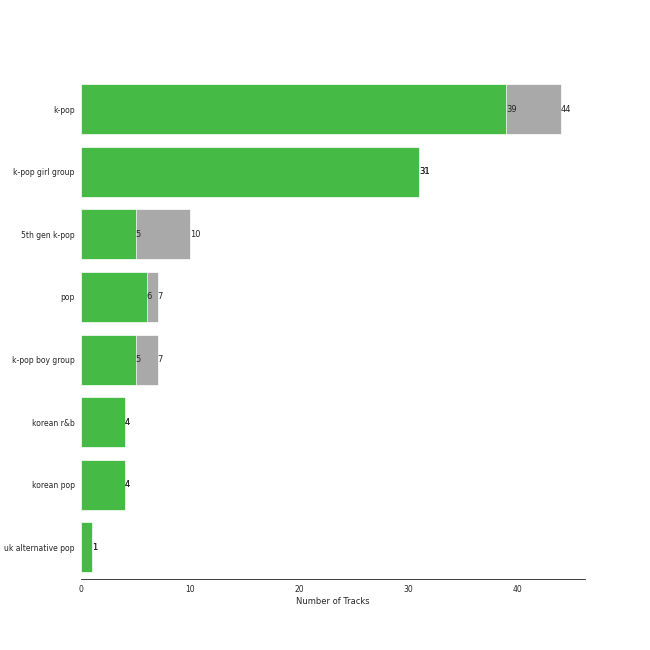 k-pop 39 44
k-pop girl group 31
5th gen k-pop 5 10
pop 6 7
k-pop boy group 5 7
korean r&b 4
korean pop 4
uk alternative pop 1
0 10 20 30 40
Number of Tracks